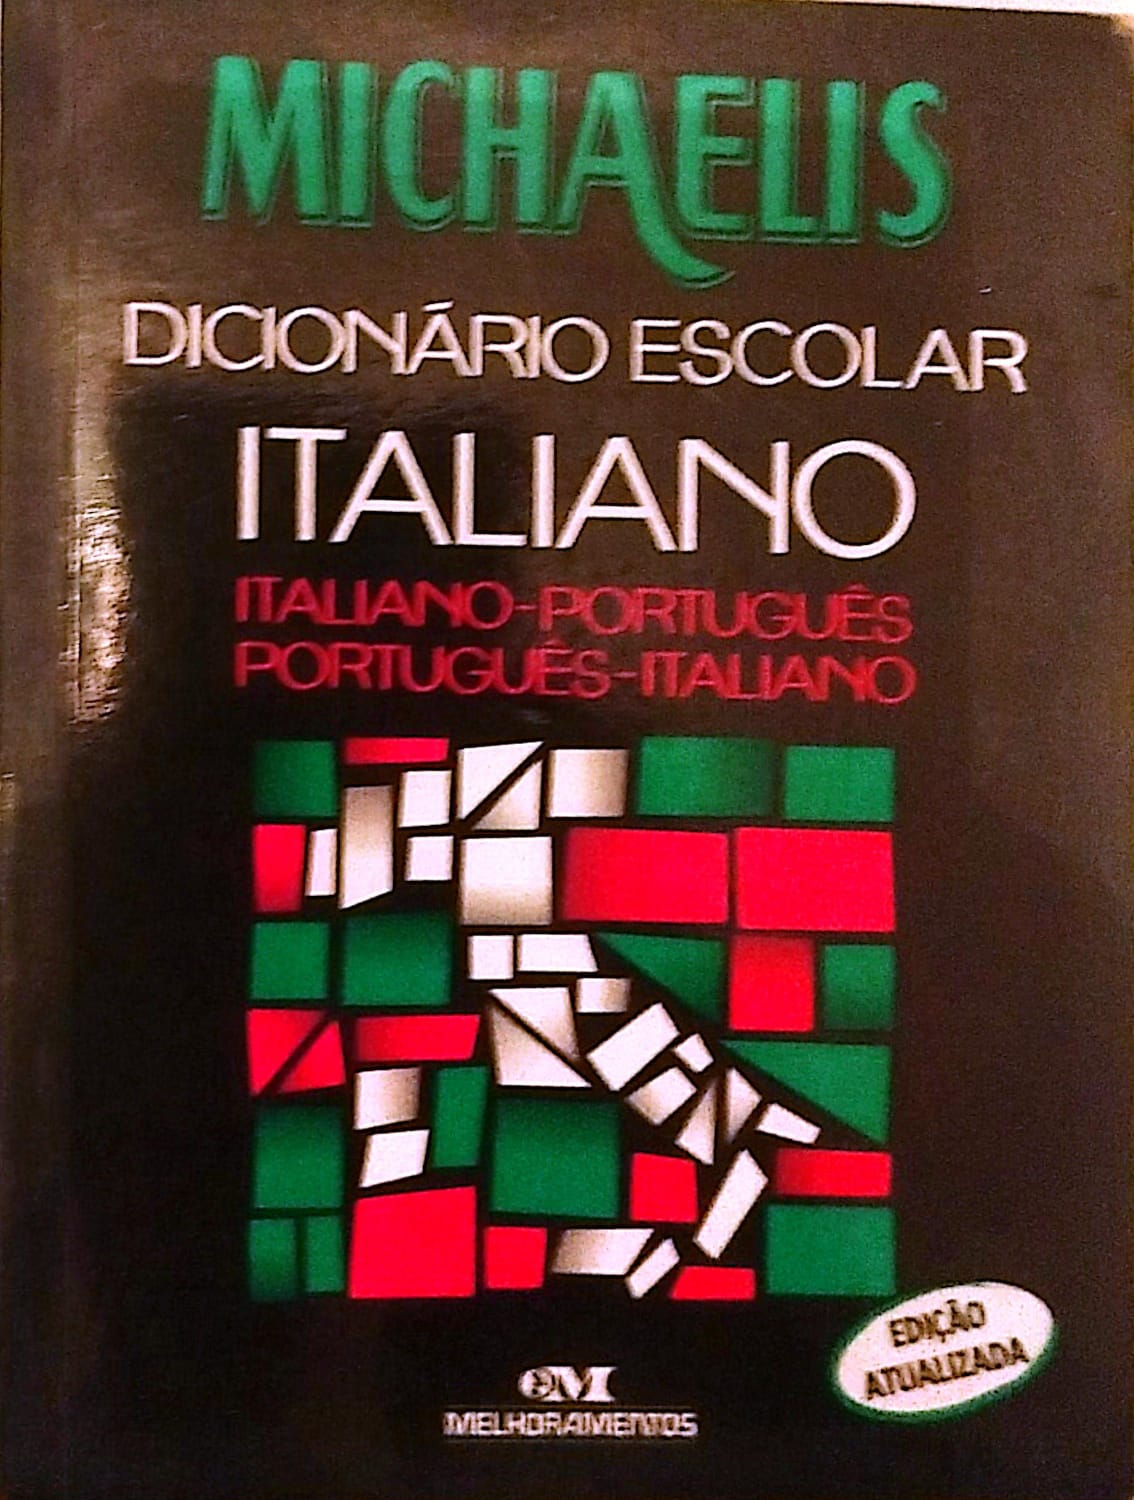 MICHAELIS
DICIONÁRIO ESCOLAR
ITALIANO
ITALIANO-PORTUGUÊS
PORTUGUÊS-ITALIANO
EDIÇÃO
ATUALIZADA
MELHORAMENTOS